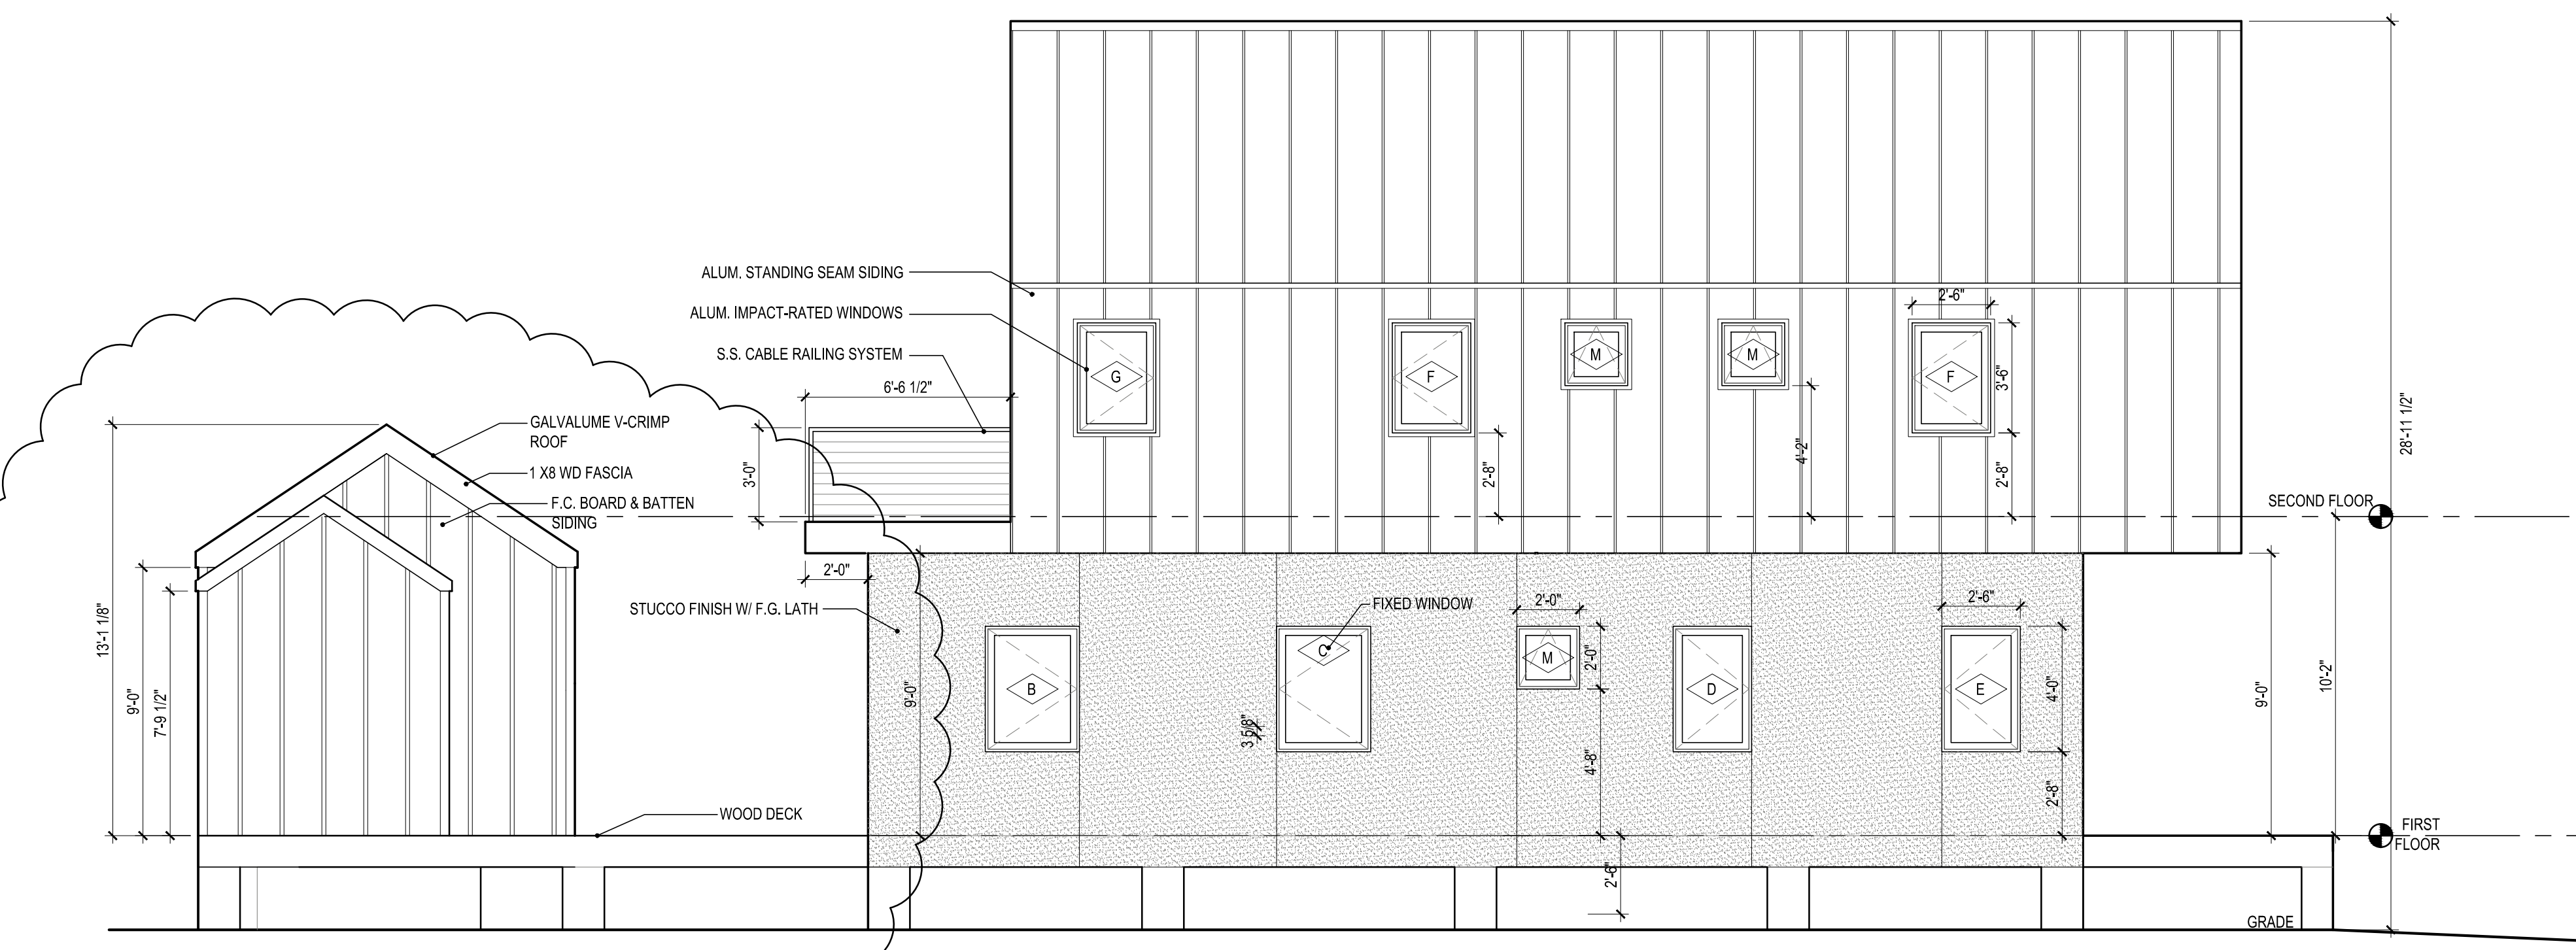 ALUM. STANDING SEAM SIDING
ALUM. IMPACT-RATED WINDOWS
S.S. CABLE RAILING SYSTEM
6'-6 1/2"
3'-0"
2'-0"
GALVALUME V-CRIMP
ROOF
1 X8 WD FASCIA
F.C. BOARD & BATTEN
SIDING
13'-1 1/8"
9'-0"
7'-9 1/2"
STUCCO FINISH W/ F.G. LATH
WOOD DECK
G
F
M
M
F
2'-6"
3'-6"
2'-8"
4'-2"
2'-8"
28'-11 1/2"
SECOND FLOOR
9'-0"
B
C
FIXED WINDOW
3 5/8"
M
2'-0"
2'-0"
4'-8"
2'-6"
D
E
2'-6"
4'-0"
2'-8"
9'-0"
10'-2"
FIRST
FLOOR
GRADE